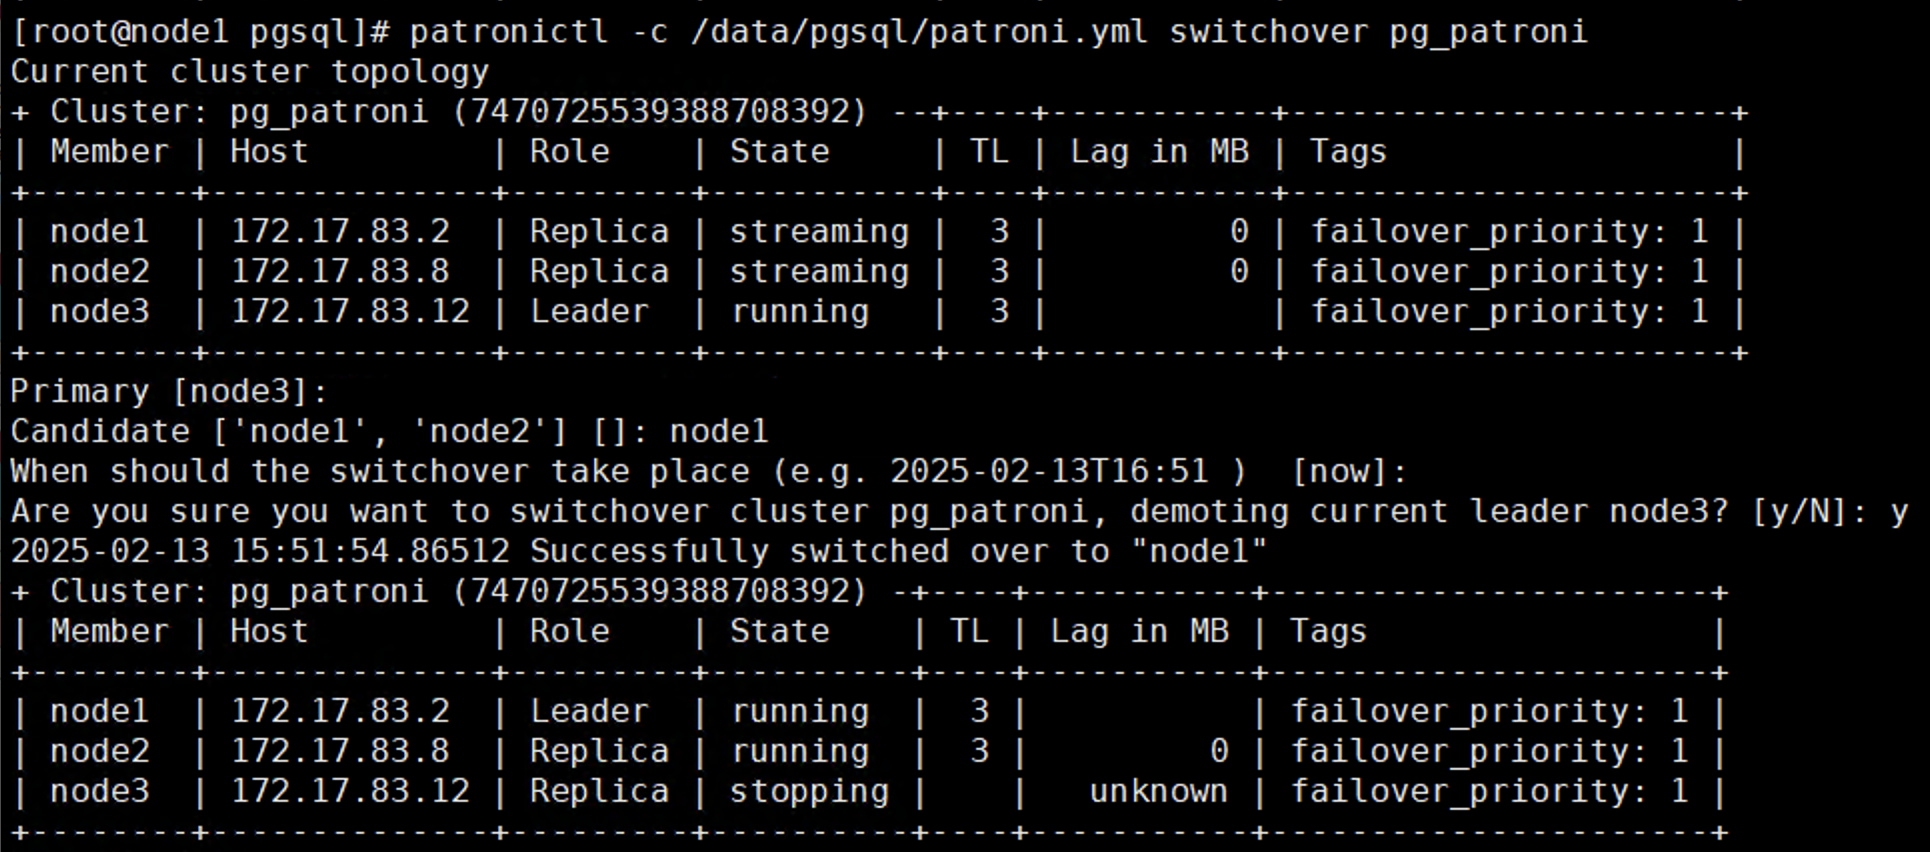 [root@node1 pgsql]# patronictl -c /data/pgsql/patroni.yml switchover pg_patroni
Current cluster topology
+ Cluster: pg_patroni (7470725539388708392) --+----+-----------+----------------------+
| Member | Host         | Role    | State     | TL | Lag in MB | Tags                 |
+--------+--------------+---------+-----------+----+-----------+----------------------+
| node1  | 172.17.83.2  | Replica | streaming |  3 |         0 | failover_priority: 1 |
| node2  | 172.17.83.8  | Replica | streaming |  3 |         0 | failover_priority: 1 |
| node3  | 172.17.83.12 | Leader  | running   |  3 |           | failover_priority: 1 |
+--------+--------------+---------+-----------+----+-----------+----------------------+
Primary [node3]:
Candidate ['node1', 'node2'] []: node1
When should the switchover take place (e.g. 2025-02-13T16:51 )  [now]:
Are you sure you want to switchover cluster pg_patroni, demoting current leader node3? [y/N]: y
2025-02-13 15:51:54.86512 Successfully switched over to "node1"
+ Cluster: pg_patroni (7470725539388708392) -+----+-----------+----------------------+
| Member | Host         | Role    | State    | TL | Lag in MB | Tags                 |
+--------+--------------+---------+----------+----+-----------+----------------------+
| node1  | 172.17.83.2  | Leader  | running  |  3 |           | failover_priority: 1 |
| node2  | 172.17.83.8  | Replica | running  |  3 |         0 | failover_priority: 1 |
| node3  | 172.17.83.12 | Replica | stopping |    |   unknown | failover_priority: 1 |
+--------+--------------+---------+----------+----+-----------+----------------------+